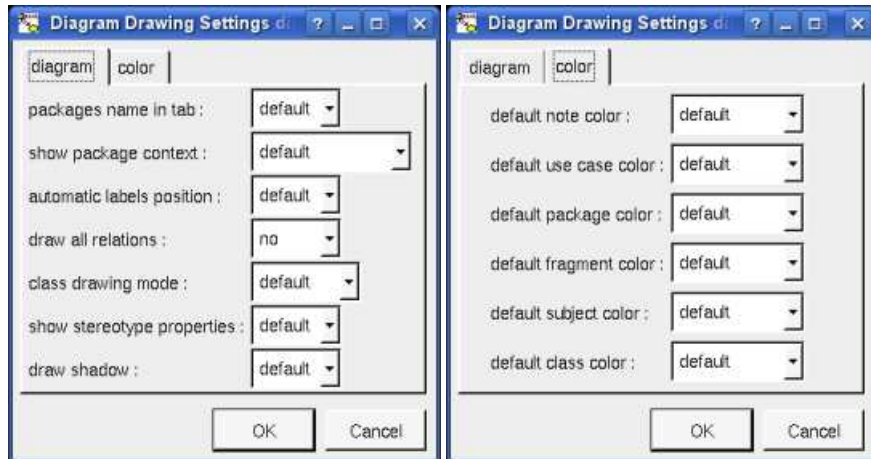 Diagram Drawing Settings
diagram color
packages name in tab : default
show package context : default
automatic labels position : default
draw all relations : no
class drawing mode : default
show stereotype properties : default
draw shadow : default
OK Cancel
Diagram Drawing Settings
diagram color
default note color : default
default use case color : default
default package color : default
default fragment color : default
default subject color : default
default class color : default
OK Cancel